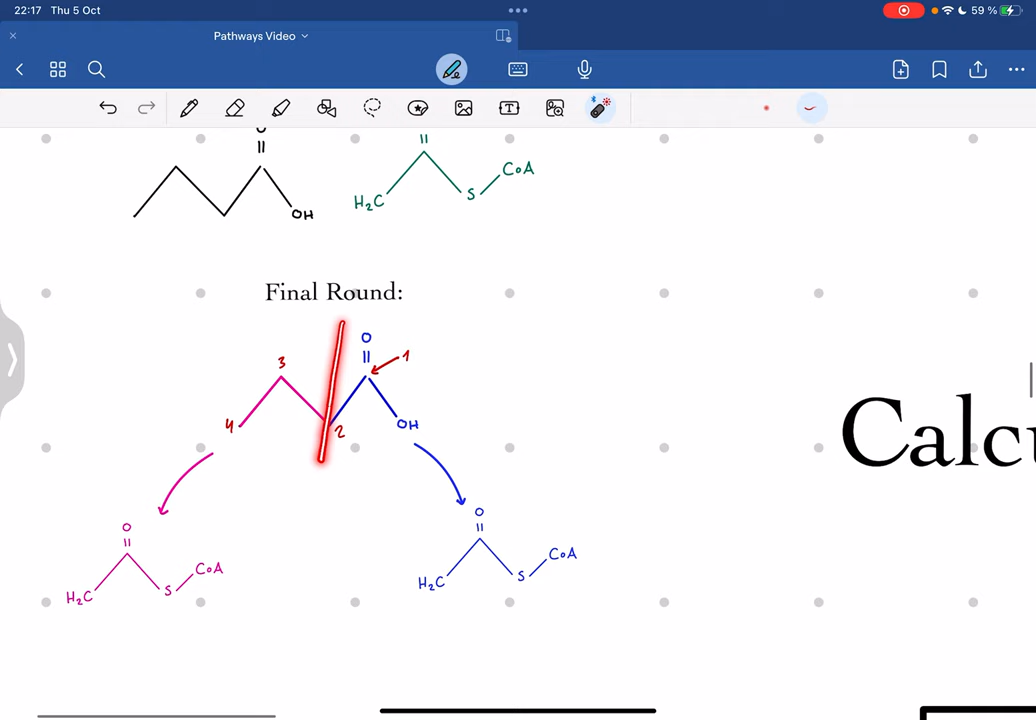 22:17 Thu 5 Oct
59 %
Pathways Video
T
O
OH
H₂C
S
CoA
Final Round:
O
1
3
4
2
OH
O
O
CoA
CoA
H₂C
S
H₂C
S